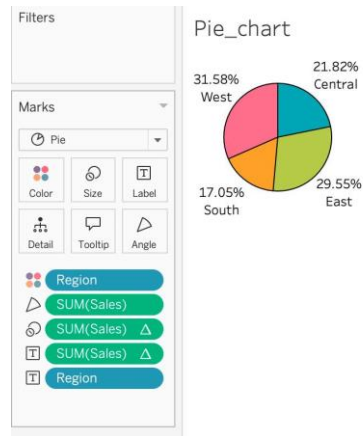 Filters
Marks
Pie
Color
Size
T
Label
Detail
Tooltip
Angle
Region
SUM(Sales)
SUM(Sales) Δ
T SUM(Sales) Δ
T Region
Pie_chart
21.82%
Central
31.58%
West
17.05%
South
29.55%
East